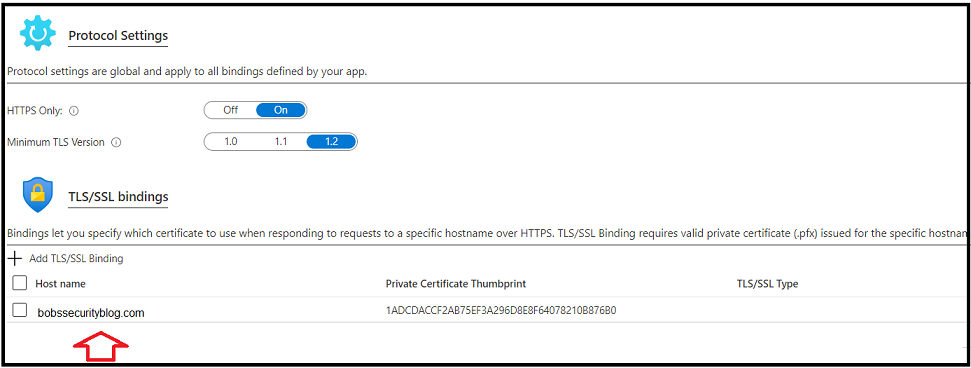 Protocol Settings
Protocol settings are global and apply to all bindings defined by your app.
HTTPS Only:
Off On
Minimum TLS Version
1.0 1.1 1.2
TLS/SSL bindings
Bindings let you specify which certificate to use when responding to requests to a specific hostname over HTTPS. TLS/SSL Binding requires valid private certificate (.pfx) issued for the specific hostnam
Add TLS/SSL Binding
Host name Private Certificate Thumbprint TLS/SSL Type
bobssecurityblog.com 1ADCDACCF2AB75EF3A296D8E8F64078210B876B0